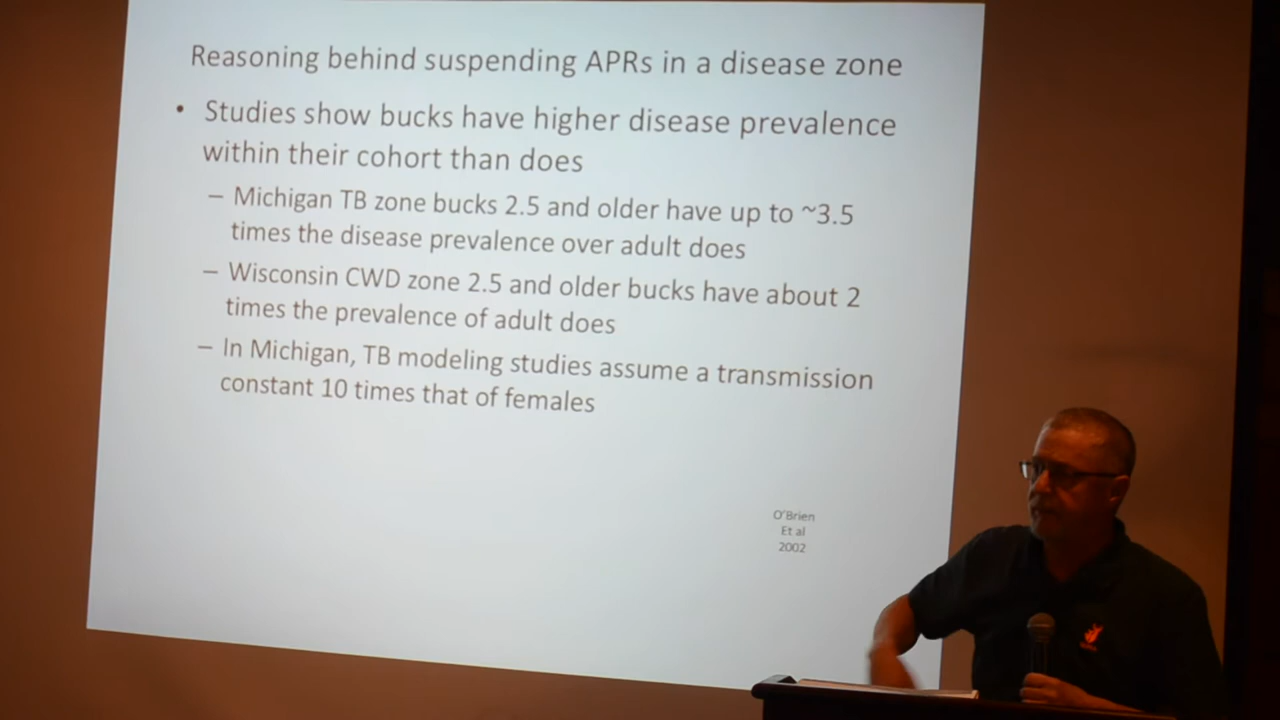 Reasoning behind suspending APRs in a disease zone
• Studies show bucks have higher disease prevalence
within their cohort than does
– Michigan TB zone bucks 2.5 and older have up to ~3.5
times the disease prevalence over adult does
– Wisconsin CWD zone 2.5 and older bucks have about 2
times the prevalence of adult does
– In Michigan, TB modeling studies assume a transmission
constant 10 times that of females
O'Brien
Et al
2002